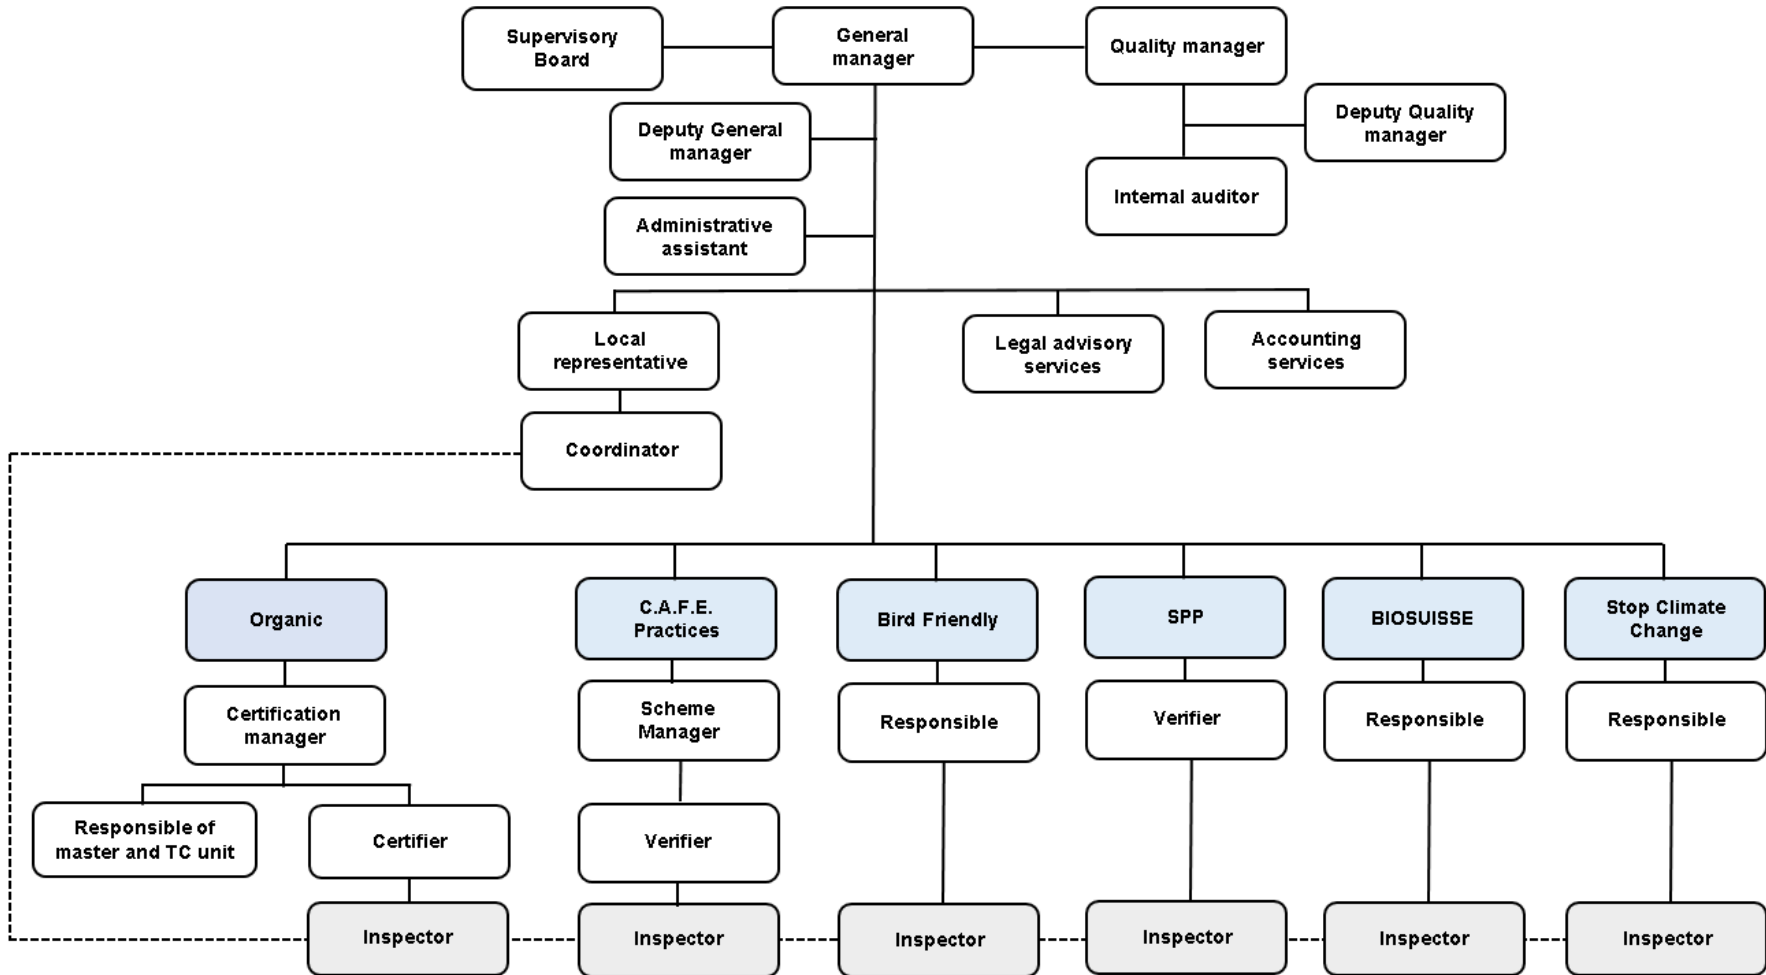 Supervisory
Board
General
manager
Quality manager
Deputy General
manager
Deputy Quality
manager
Internal auditor
Administrative
assistant
Local
representative
Legal advisory
services
Accounting
services
Coordinator
Organic
C.A.F.E.
Practices
Bird Friendly
SPP
BIOSUISSE
Stop Climate
Change
Certification
manager
Scheme
Manager
Responsible
Verifier
Responsible
Responsible
Responsible of
master and TC unit
Certifier
Verifier
Inspector
Inspector
Inspector
Inspector
Inspector
Inspector